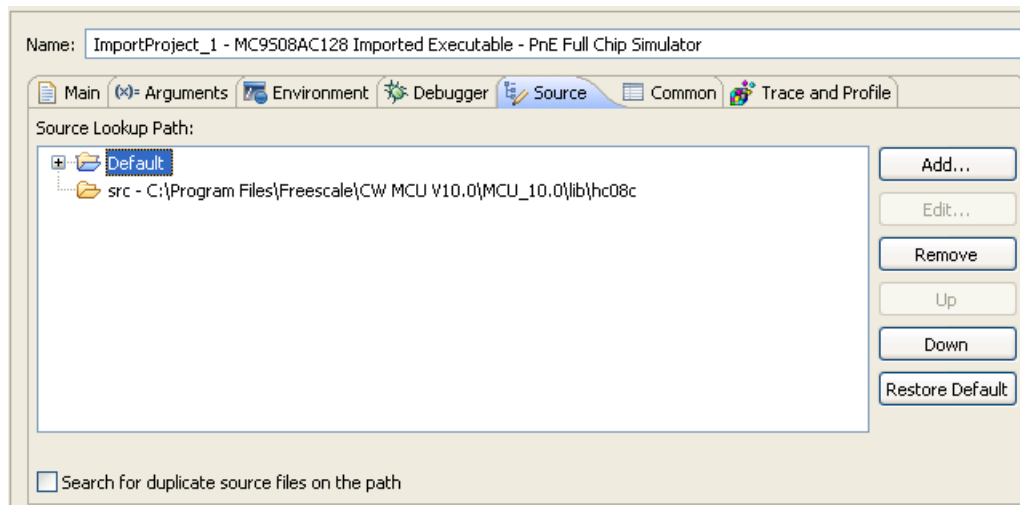 Name: ImportProject_1 - MC9S08AC128 Imported Executable - PnE Full Chip Simulator
Main (x)= Arguments Environment Debugger Source Common Trace and Profile
Source Lookup Path:
Default
src - C:\Program Files\Freescale\CW MCU V10.0\MCU_10.0\lib\hc08c
Add...
Edit...
Remove
Up
Down
Restore Default
Search for duplicate source files on the path